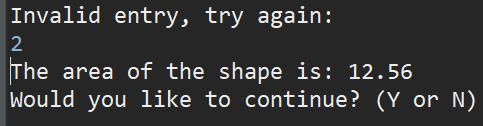 Invalid entry, try again:
2
The area of the shape is: 12.56
Would you like to continue? (Y or N)